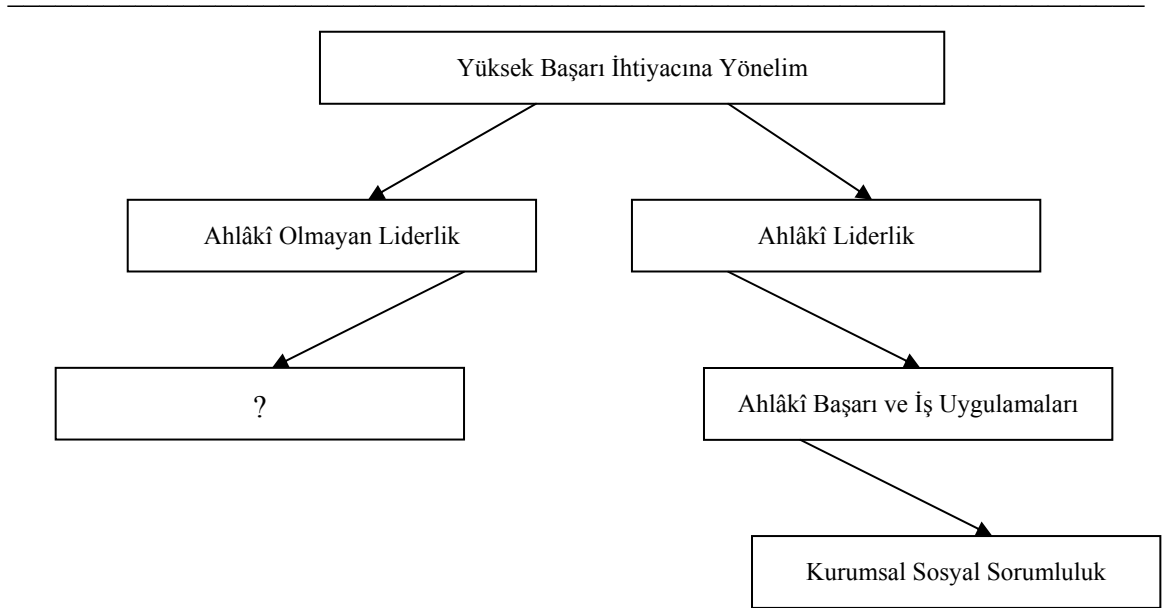 Yüksek Başarı İhtiyacına Yönelim
Ahlâkî Olmayan Liderlik
Ahlâkî Liderlik
?
Ahlâkî Başarı ve İş Uygulamaları
Kurumsal Sosyal Sorumluluk